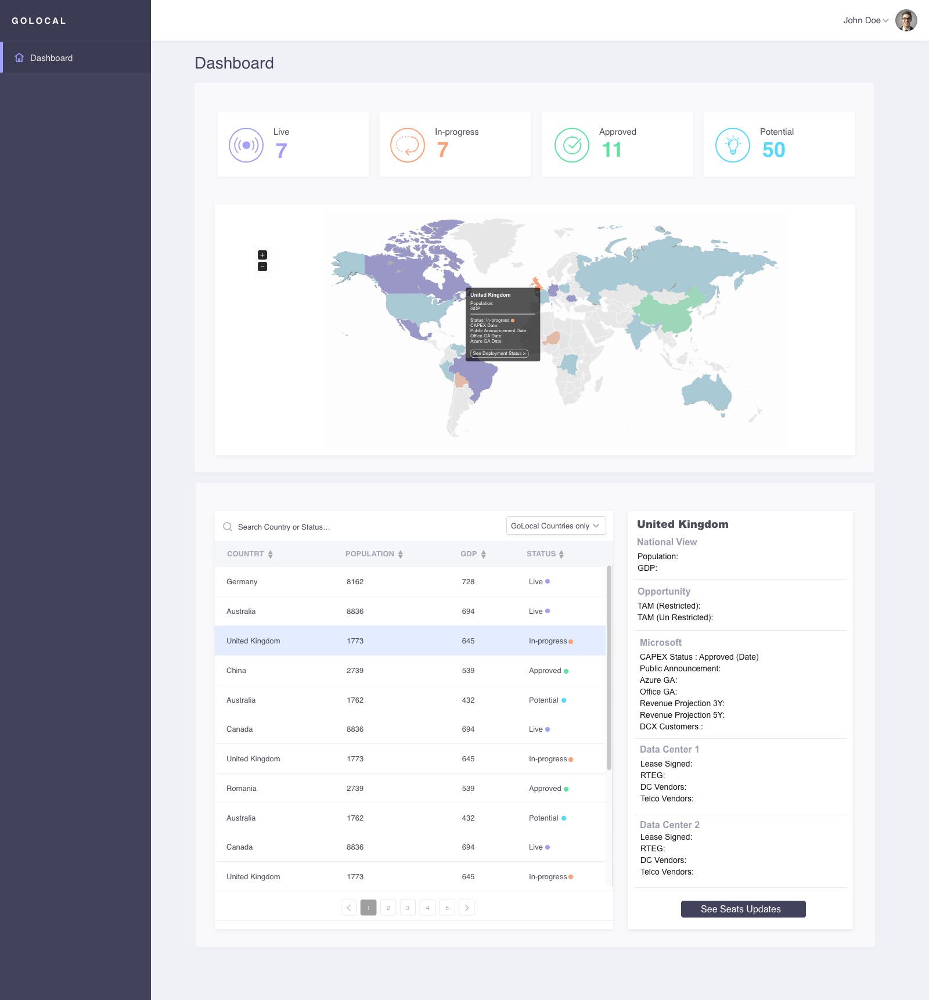 GOLOCAL
John Doe
Dashboard
Dashboard
Live
7
In-progress
7
Approved
11
Potential
50
+
−
United Kingdom
Population:
GDP:
Status: In-progress
CAPEX Date:
Public Announcement Date:
Office GA Date:
Azure GA Date:
See Deployment Status >
Search Country or Status...
GoLocal Countries only
COUNTRT POPULATION GDP STATUS
Germany 8162 728 Live
Australia 8836 694 Live
United Kingdom 1773 645 In-progress
China 2739 539 Approved
Australia 1762 432 Potential
Canada 8836 694 Live
United Kingdom 1773 645 In-progress
Romania 2739 539 Approved
Australia 1762 432 Potential
Canada 8836 694 Live
United Kingdom 1773 645 In-progress
1 2 3 4 5
United Kingdom
National View
Population:
GDP:
Opportunity
TAM (Restricted):
TAM (Un Restricted):
Microsoft
CAPEX Status : Approved (Date)
Public Announcement:
Azure GA:
Office GA:
Revenue Projection 3Y:
Revenue Projection 5Y:
DCX Customers :
Data Center 1
Lease Signed:
RTEG:
DC Vendors:
Telco Vendors:
Data Center 2
Lease Signed:
RTEG:
DC Vendors:
Telco Vendors:
See Seats Updates